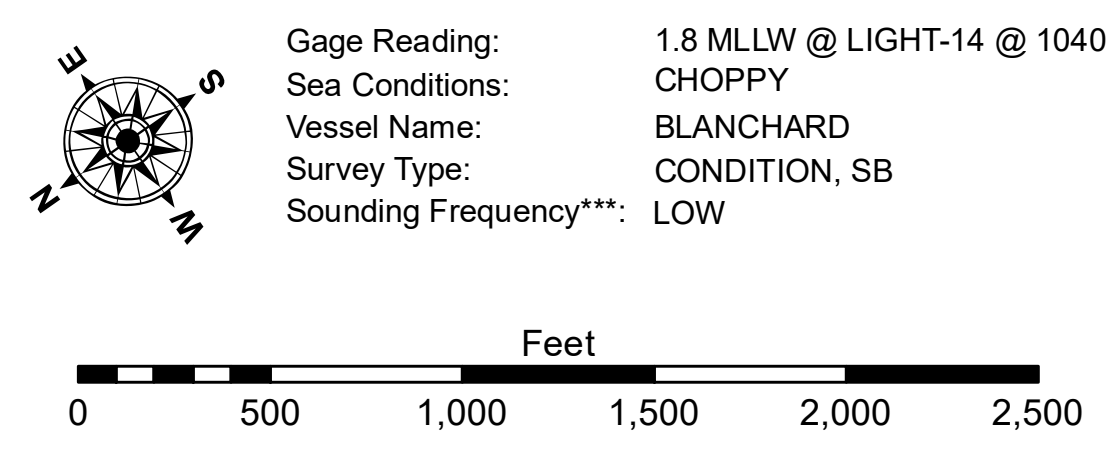 E
S
N
W
Gage Reading: 1.8 MLLW @ LIGHT-14 @ 1040
Sea Conditions: CHOPPY
Vessel Name: BLANCHARD
Survey Type: CONDITION, SB
Sounding Frequency***: LOW
Feet
0 500 1,000 1,500 2,000 2,500